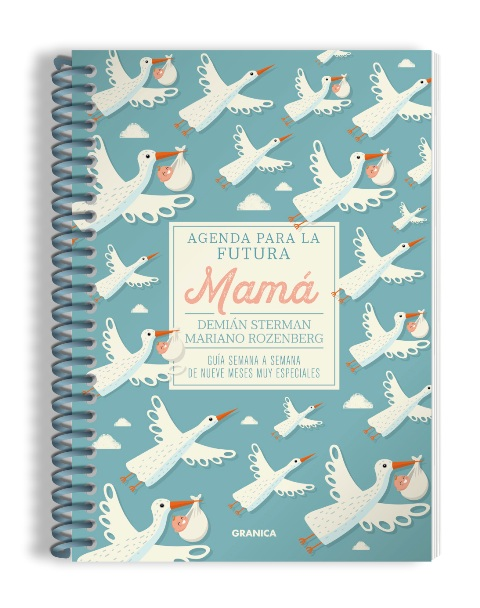 AGENDA PARA LA
FUTURA
Mamá
DEMIÁN STERMAN
MARIANO ROZENBERG
GUÍA SEMANA A SEMANA
DE NUEVE MESES MUY ESPECIALES
GRANICA